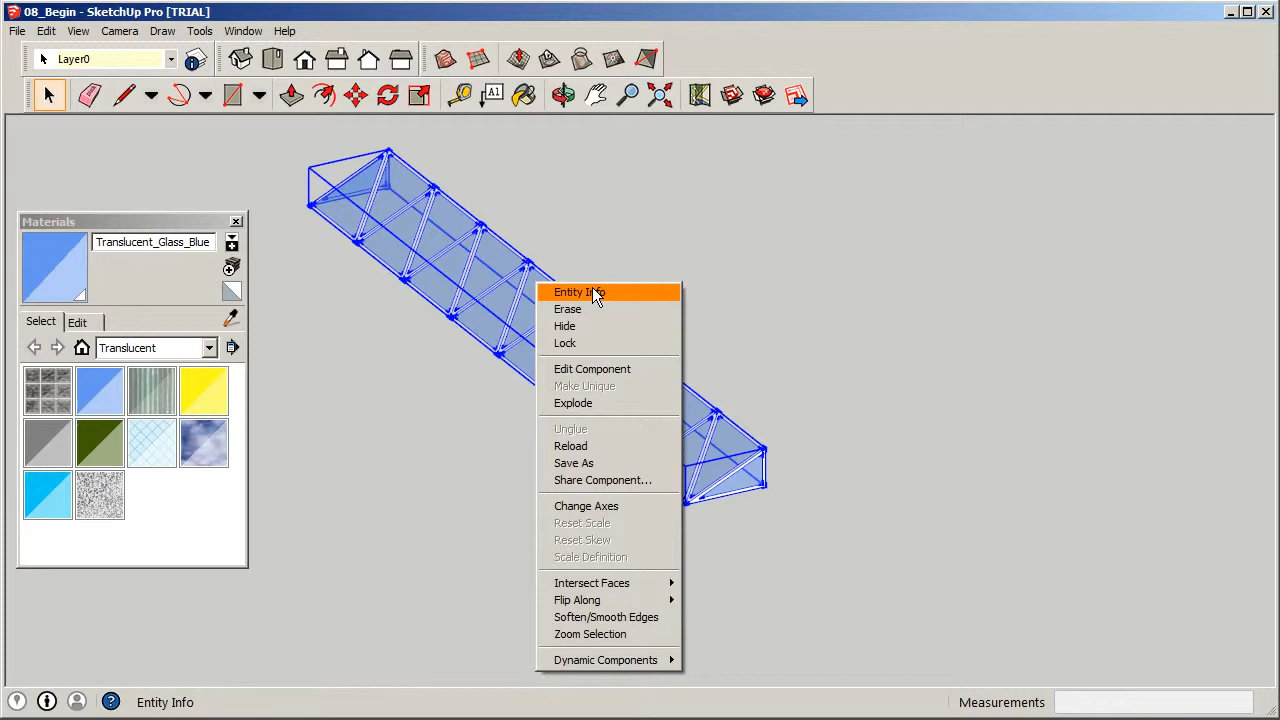 08_Begin - SketchUp Pro [TRIAL]
File Edit View Camera Draw Tools Window Help
Layer0
A1
Materials
Translucent_Glass_Blue
Select Edit
Translucent
Entity Info
Erase
Hide
Lock
Edit Component
Make Unique
Explode
Unglue
Reload
Save As
Share Component...
Change Axes
Reset Scale
Reset Skew
Scale Definition
Intersect Faces
Flip Along
Soften/Smooth Edges
Zoom Selection
Dynamic Components
Entity Info
Measurements